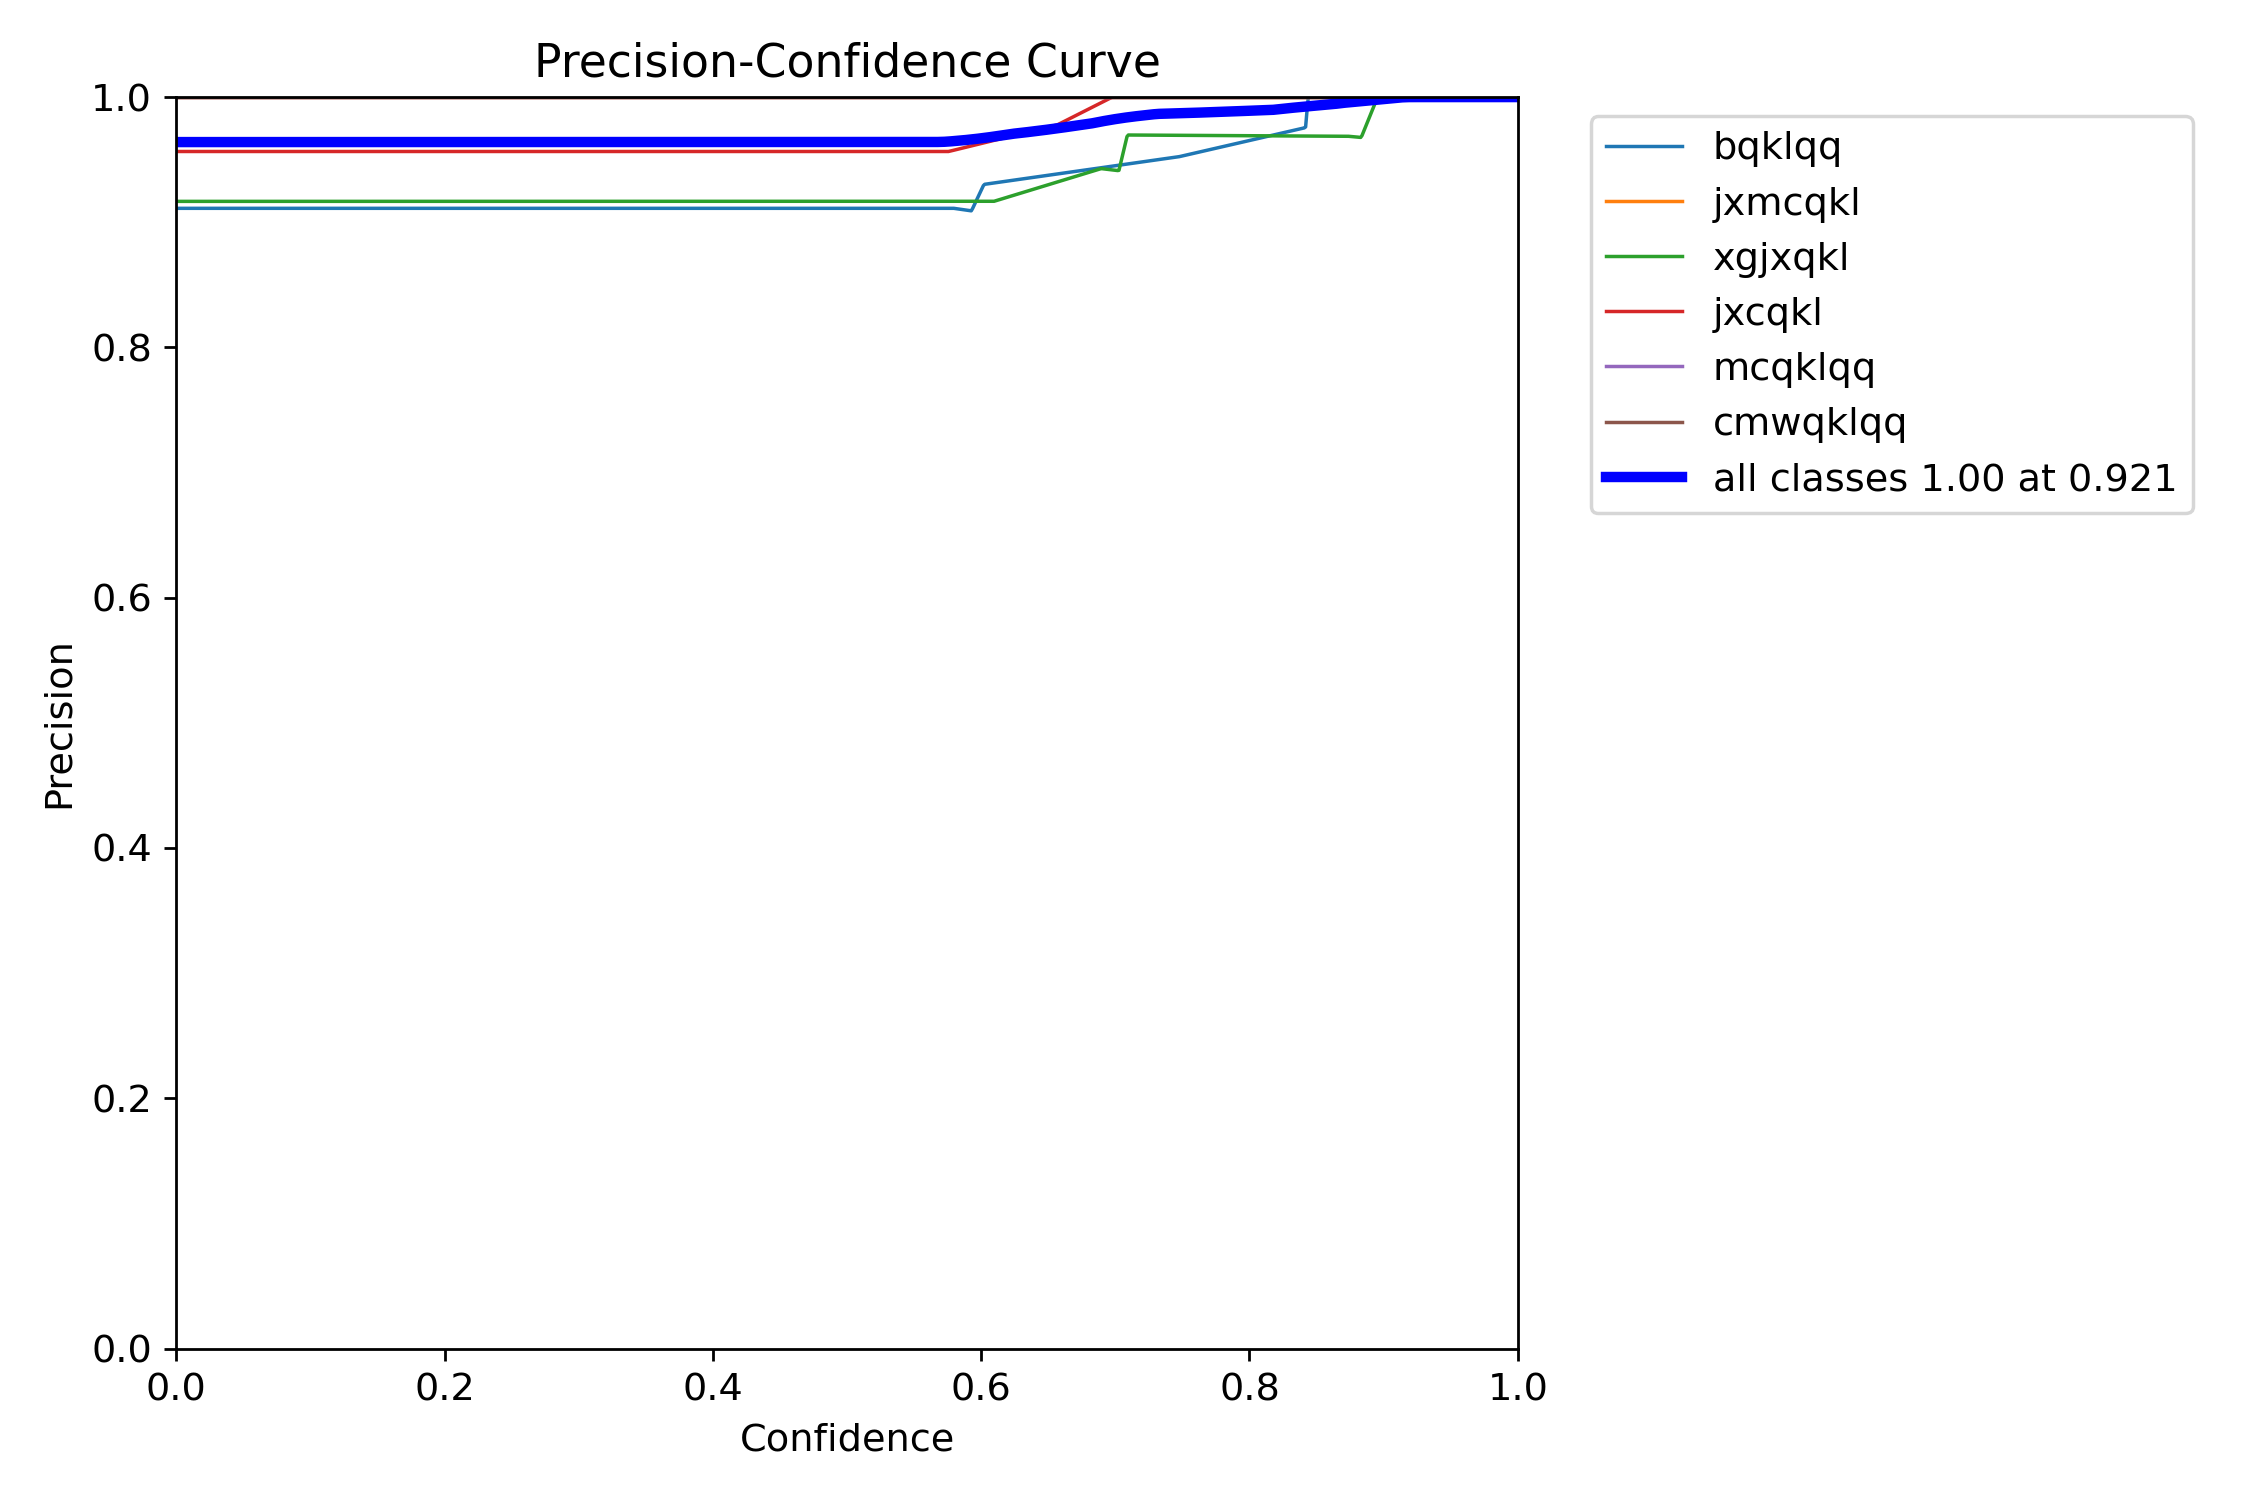 Precision-Confidence Curve
1.0
0.8
0.6
0.4
0.2
0.0
Precision
0.0 0.2 0.4 0.6 0.8 1.0
Confidence
bqklqq
jxmcqkl
xgjxqkl
jxcqkl
mcqklqq
cmwqklqq
all classes 1.00 at 0.921